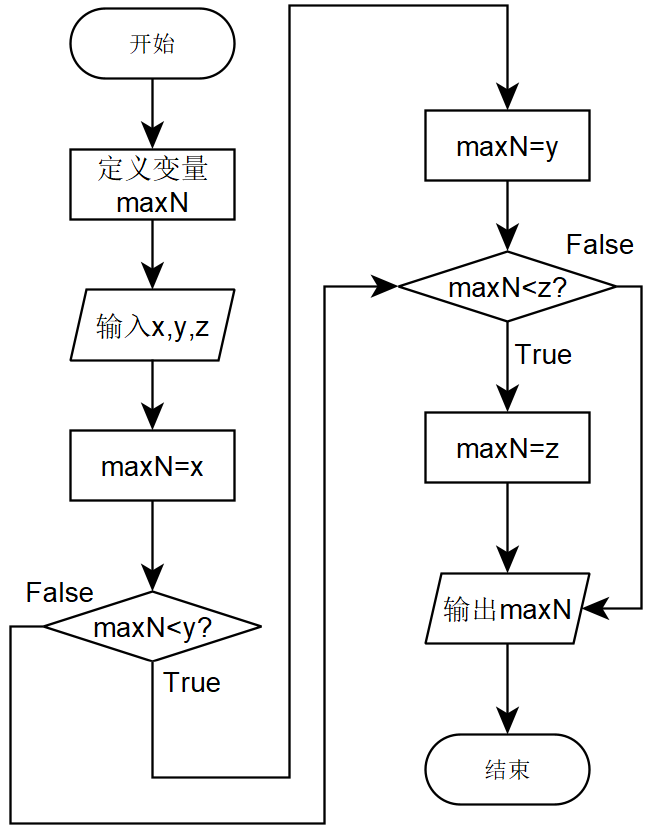 开始
定义变量
maxN
输入x,y,z
maxN=x
False
maxN<y?
True
maxN=y
False
maxN<z?
True
maxN=z
输出maxN
结束